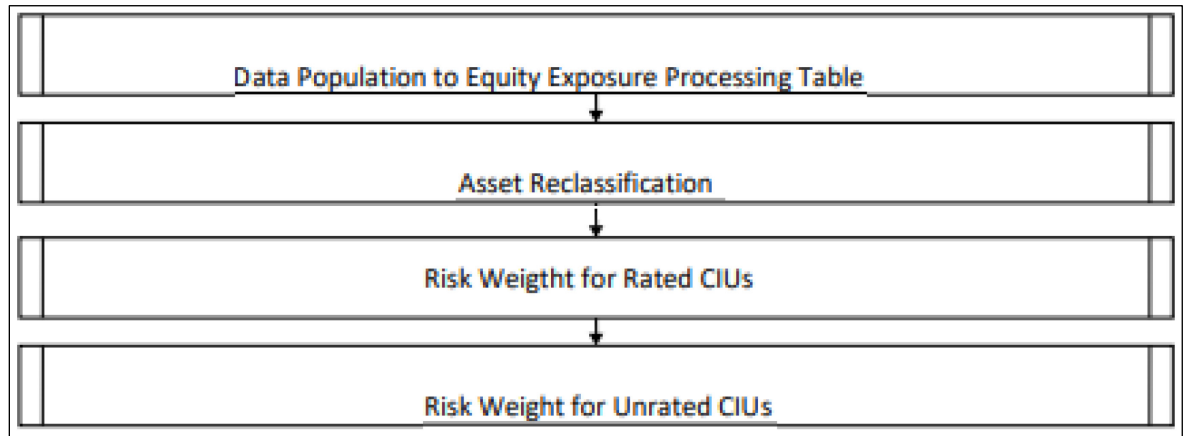 Data Population to Equity Exposure Processing Table
Asset Reclassification
Risk Weigtht for Rated CIUs
Risk Weight for Unrated CIUs